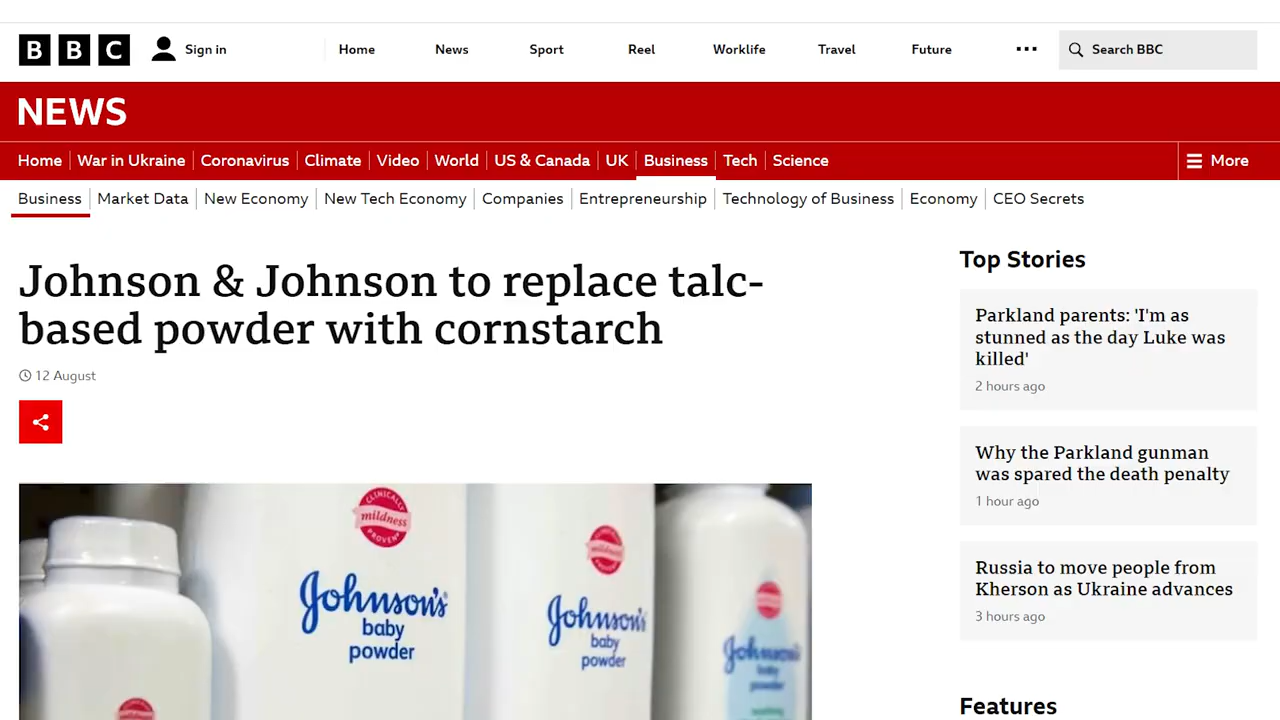 BBC Sign in Home News Sport Reel Worklife Travel Future Search BBC
NEWS
Home War in Ukraine Coronavirus Climate Video World US & Canada UK Business Tech Science More
Business Market Data New Economy New Tech Economy Companies Entrepreneurship Technology of Business Economy CEO Secrets
Johnson & Johnson to replace talc-
based powder with cornstarch
12 August
Top Stories
Parkland parents: 'I'm as
stunned as the day Luke was
killed'
2 hours ago
Why the Parkland gunman
was spared the death penalty
1 hour ago
Russia to move people from
Kherson as Ukraine advances
3 hours ago
Features
CLINICALLY
mildness
PROVEN
Johnson's
baby
powder
mildness
Johnson's
baby
powder
Johnson's
baby
powder